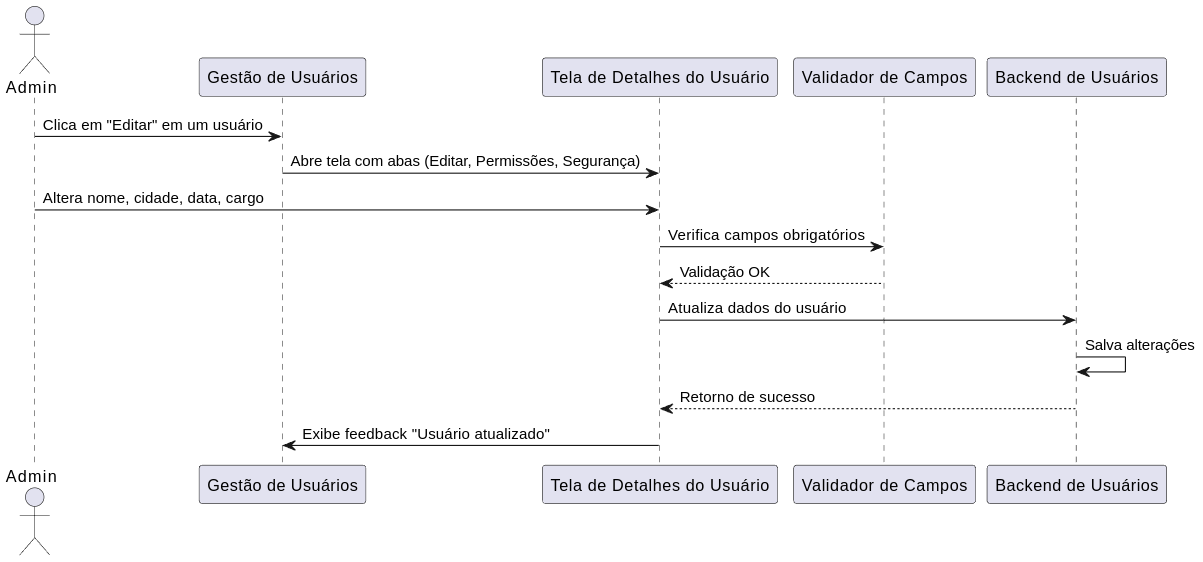 Admin
Gestão de Usuários
Tela de Detalhes do Usuário
Validador de Campos
Backend de Usuários
Clica em "Editar" em um usuário
Abre tela com abas (Editar, Permissões, Segurança)
Altera nome, cidade, data, cargo
Verifica campos obrigatórios
Validação OK
Atualiza dados do usuário
Salva alterações
Retorno de sucesso
Exibe feedback "Usuário atualizado"
Admin
Gestão de Usuários
Tela de Detalhes do Usuário
Validador de Campos
Backend de Usuários